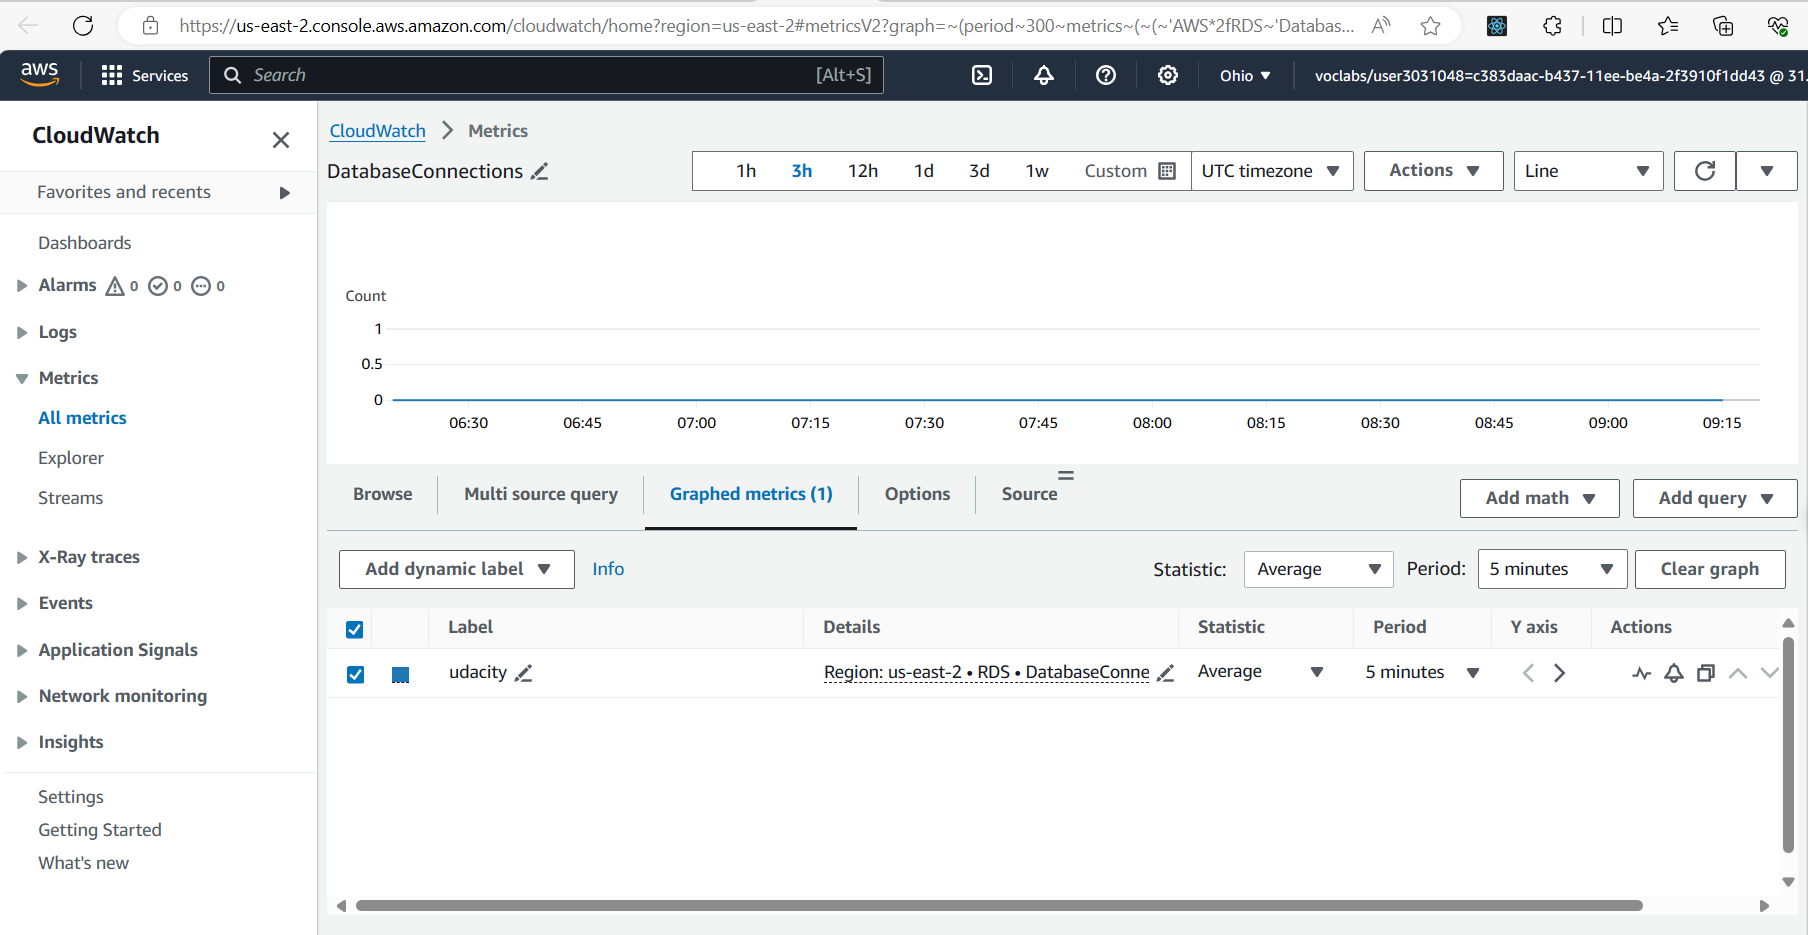 https://us-east-2.console.aws.amazon.com/cloudwatch/home?region=us-east-2#metricsV2?graph=~(period~300~metrics~(~(~'AWS*2fRDS~'Databas...
aws
Services
Search
[Alt+S]
Ohio
voclabs/user3031048=c383daac-b437-11ee-be4a-2f3910f1dd43 @ 31.
CloudWatch
Favorites and recents
Dashboards
Alarms 0 0 0
Logs
Metrics
All metrics
Explorer
Streams
X-Ray traces
Events
Application Signals
Network monitoring
Insights
Settings
Getting Started
What's new
CloudWatch > Metrics
DatabaseConnections
1h 3h 12h 1d 3d 1w Custom
UTC timezone
Actions
Line
Count
1
0.5
0
06:30 06:45 07:00 07:15 07:30 07:45 08:00 08:15 08:30 08:45 09:00 09:15
Browse
Multi source query
Graphed metrics (1)
Options
Source
Add math
Add query
Add dynamic label
Info
Statistic:
Average
Period:
5 minutes
Clear graph
Label Details Statistic Period Y axis Actions
udacity Region: us-east-2 • RDS • DatabaseConne Average 5 minutes